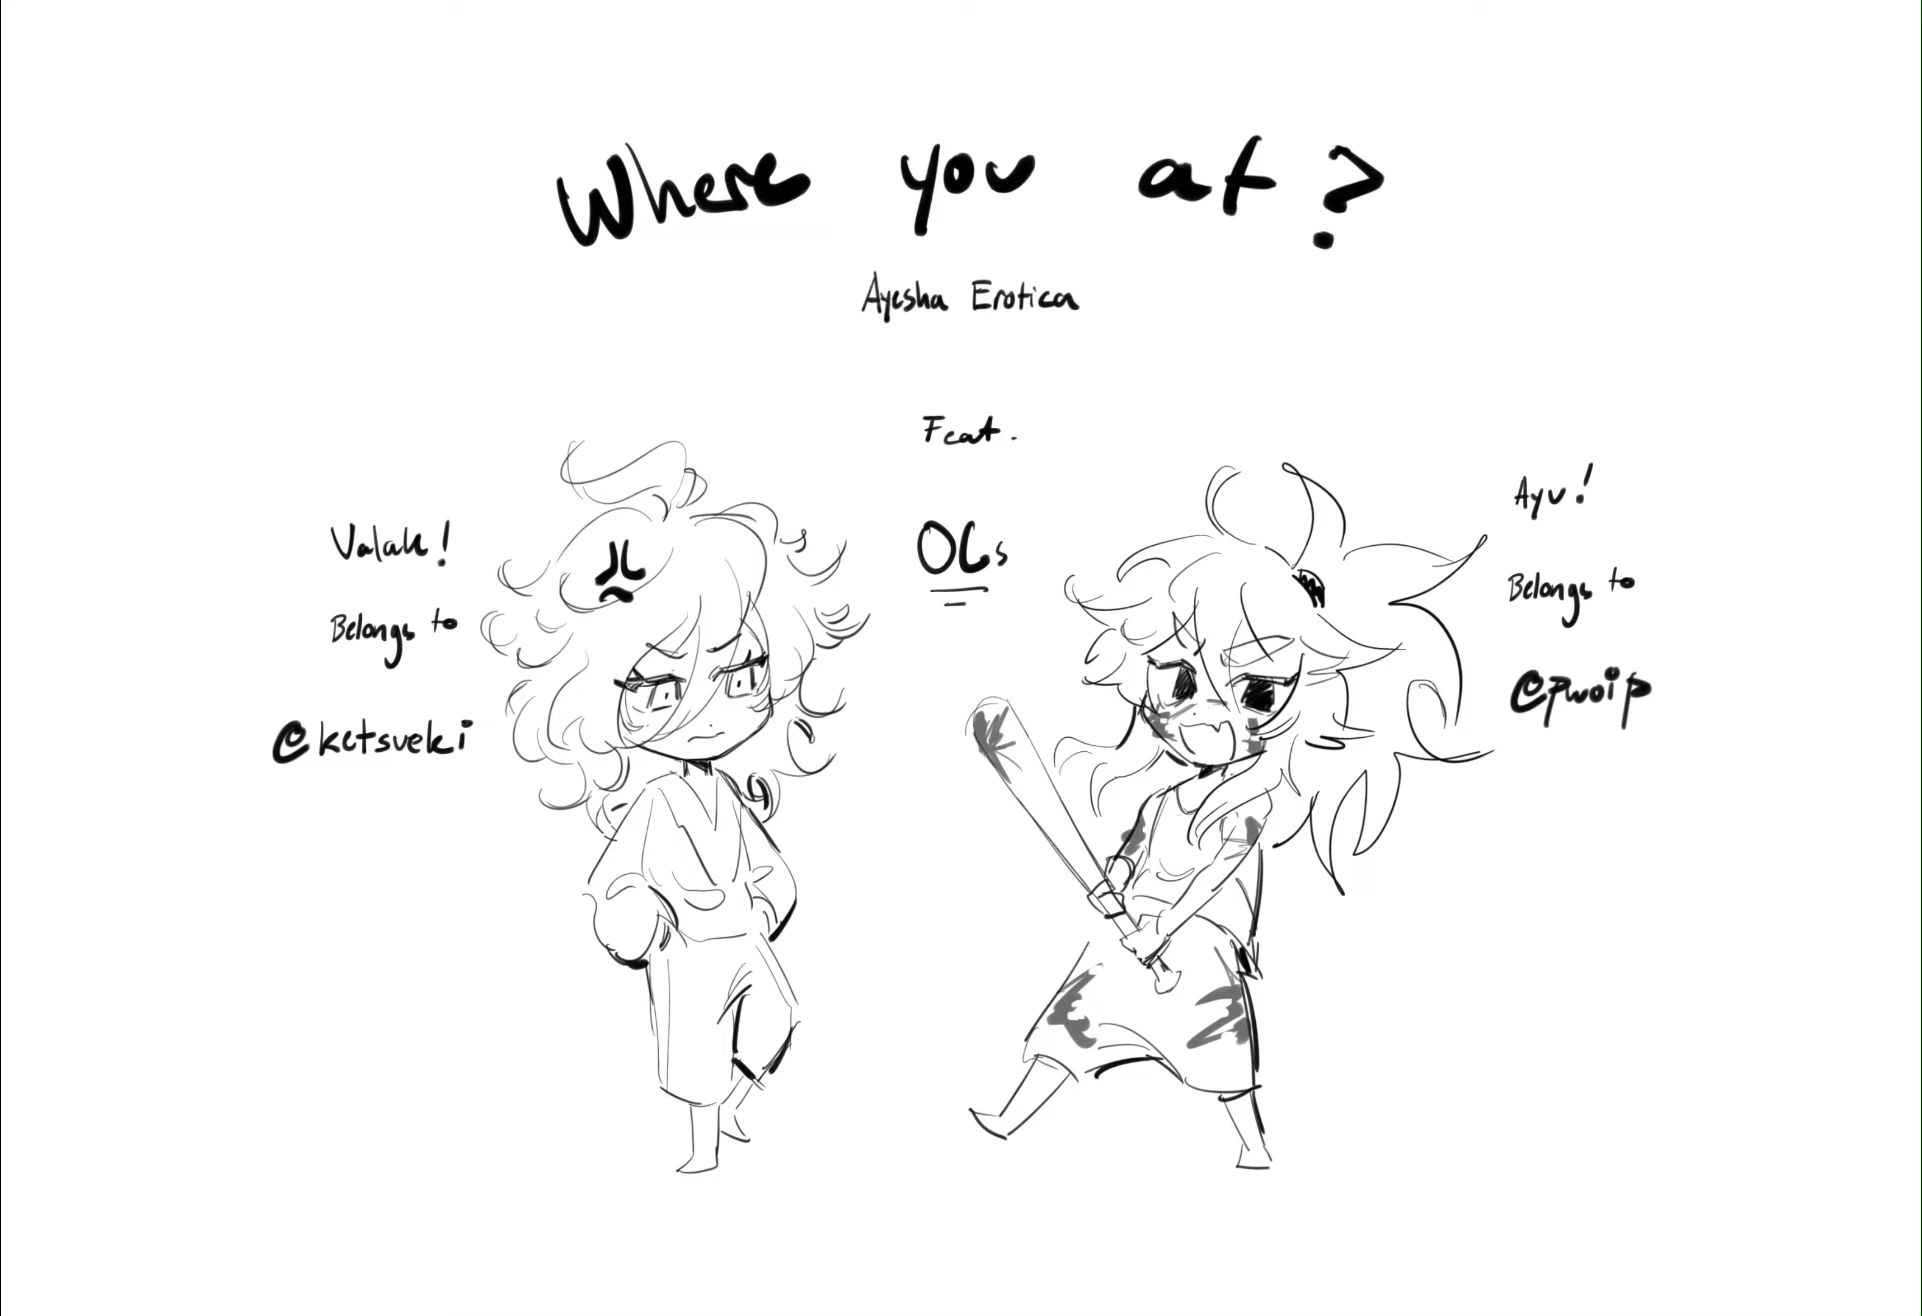 Where you at?
Ayesha Erotica
Feat.
OCs
Valak!
Belongs to
@ketsueki
Ayu!
Belongs to
@pwoip